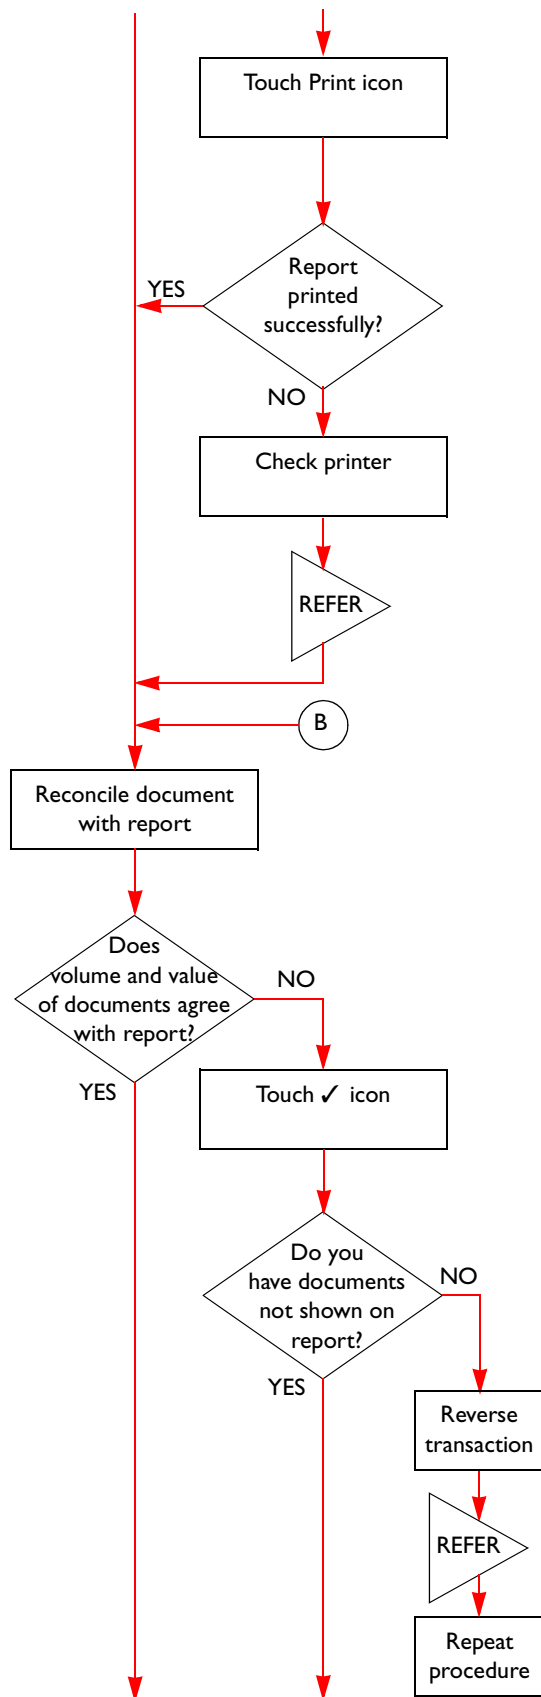 Touch Print icon
YES
Report
printed
successfully?
NO
Check printer
REFER
B
Reconcile document
with report
Does
volume and value
of documents agree
with report?
NO
YES
Touch ✓ icon
Do you
have documents
not shown on
report?
NO
YES
Reverse
transaction
REFER
Repeat
procedure